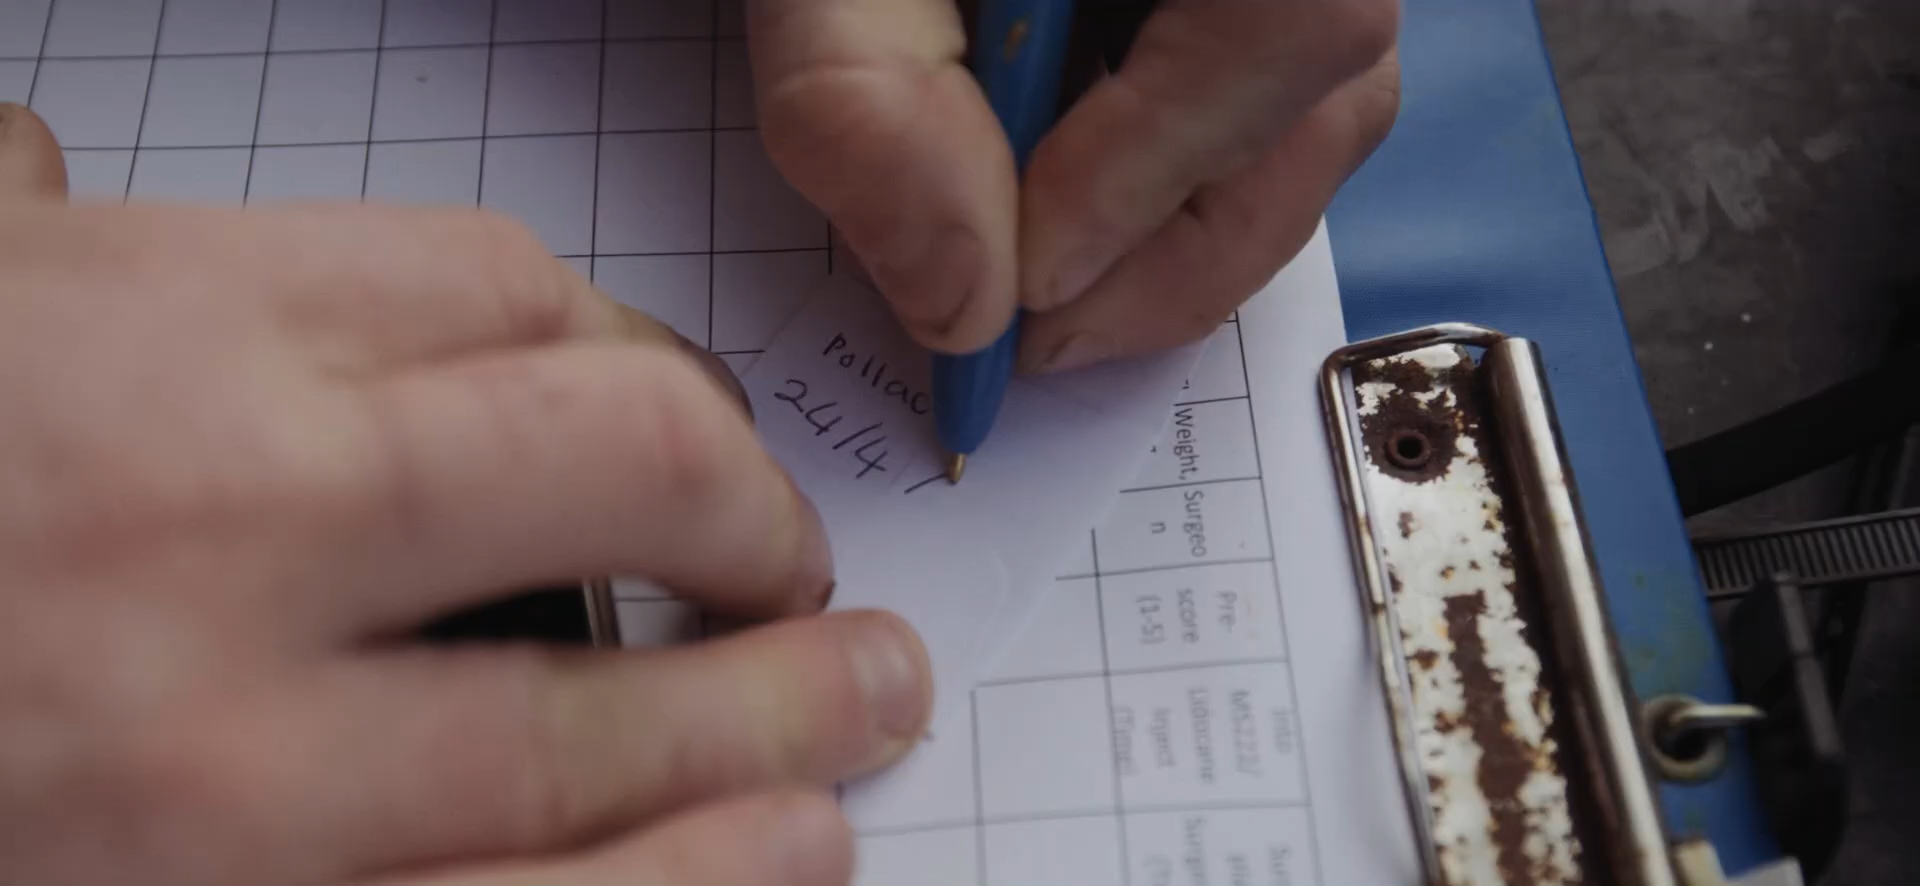 Pollac
24/4
Weight,
Surgeo
n
Pre-
score
(1-5)
into
MS222/
Lidocaine
Inject
(Time)